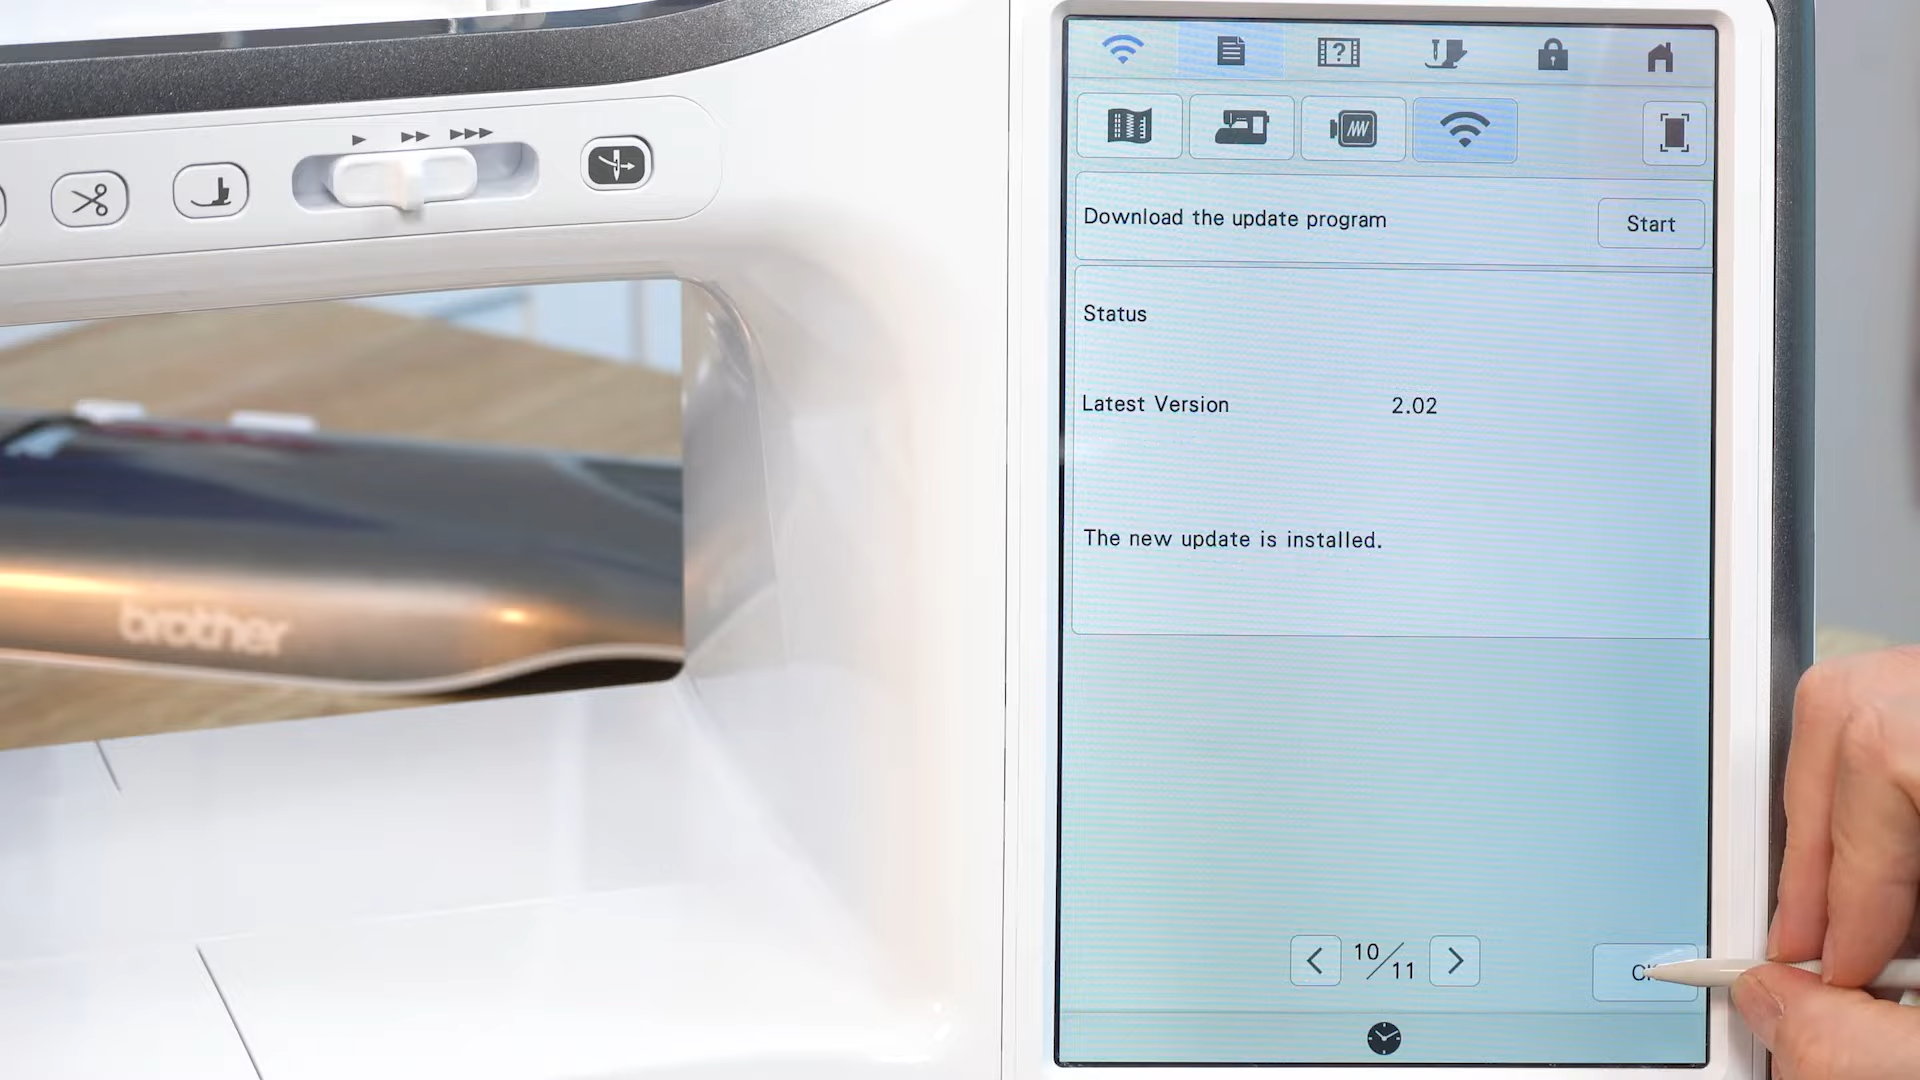 Download the update program
Start
Status
Latest Version 2.02
The new update is installed.
10/11
brother